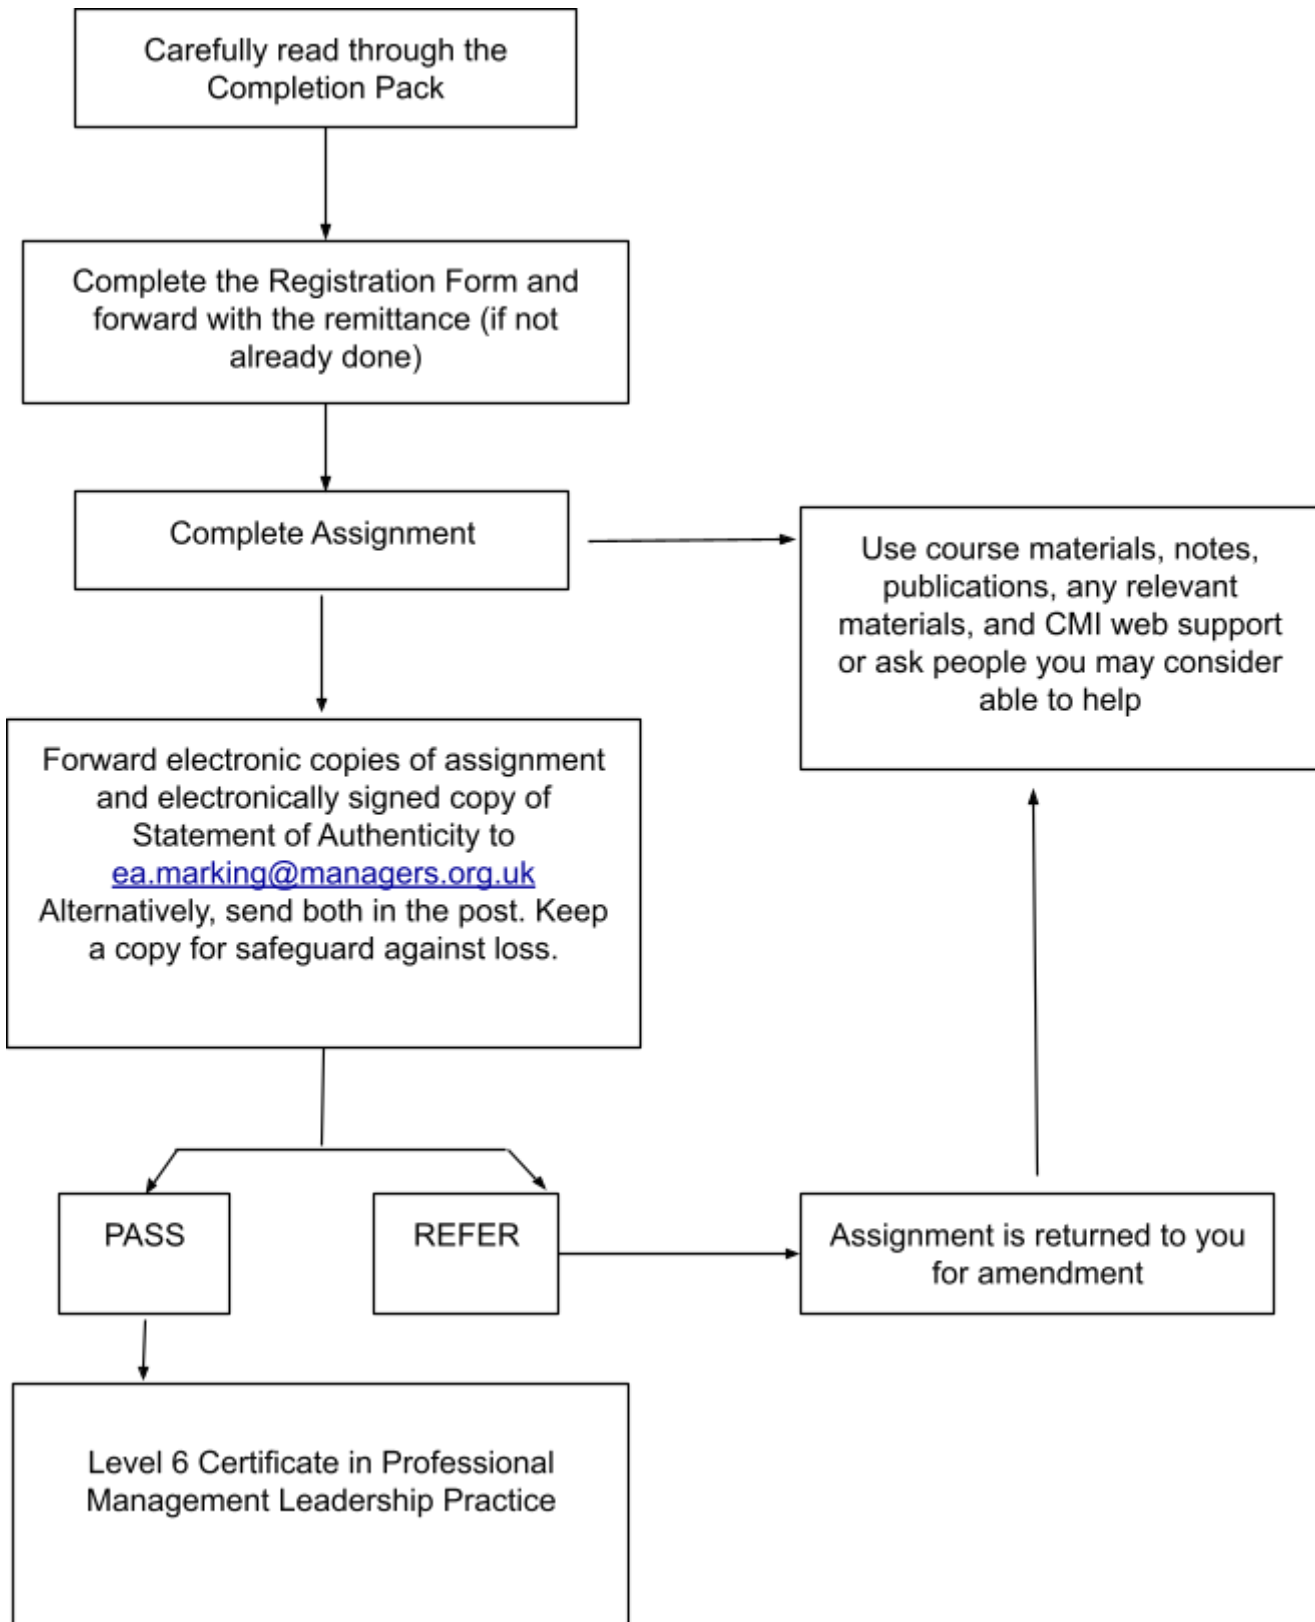 Carefully read through the
Completion Pack
Complete the Registration Form and
forward with the remittance (if not
already done)
Complete Assignment
Use course materials, notes,
publications, any relevant
materials, and CMI web support
or ask people you may consider
able to help
Forward electronic copies of assignment
and electronically signed copy of
Statement of Authenticity to
ea.marking@managers.org.uk
Alternatively, send both in the post. Keep
a copy for safeguard against loss.
PASS
REFER
Assignment is returned to you
for amendment
Level 6 Certificate in Professional
Management Leadership Practice